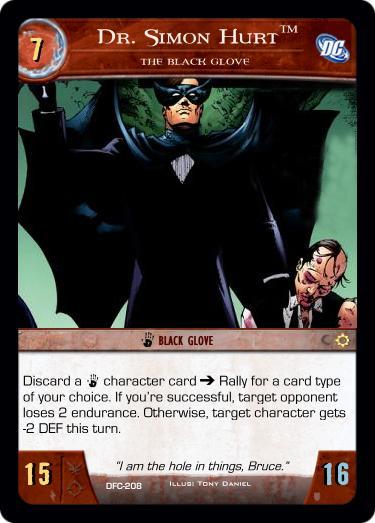 7
DR. SIMON HURT™
DC
THE BLACK GLOVE
BLACK GLOVE
Discard a character card ➔ Rally for a card type
of your choice. If you're successful, target opponent
loses 2 endurance. Otherwise, target character gets
-2 DEF this turn.
"I am the hole in things, Bruce."
15
DFC-208
ILLUS: TONY DANIEL
16